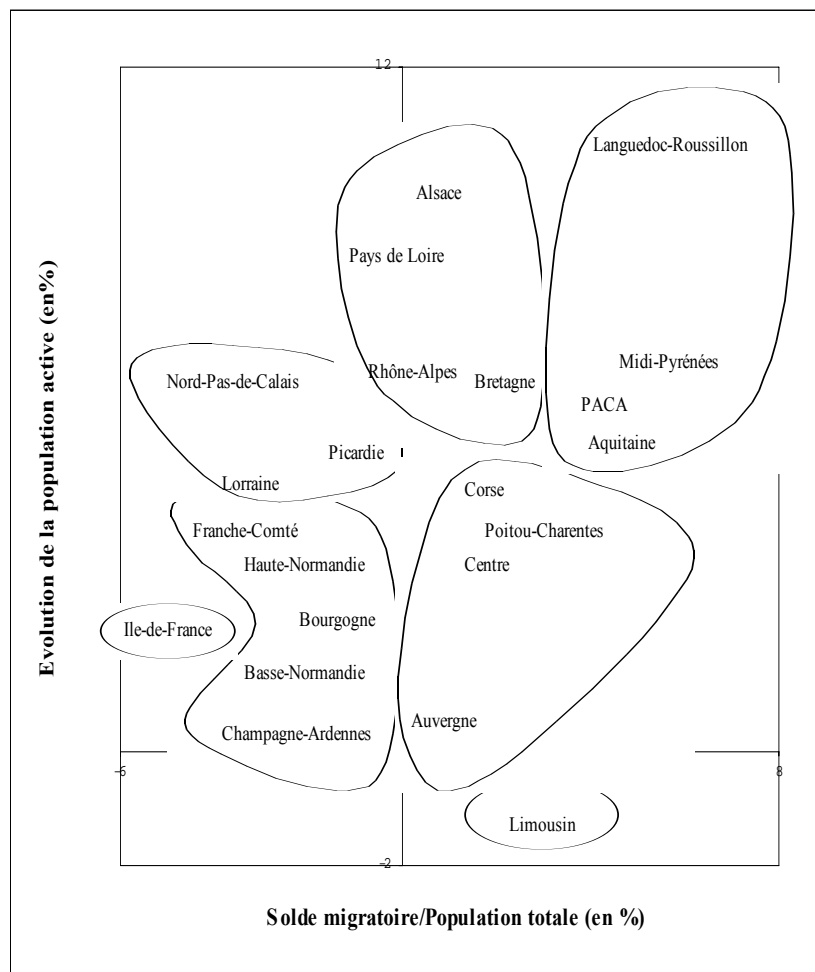 12
Languedoc-Roussillon
Alsace
Pays de Loire
Evolution de la population active (en%)
Midi-Pyrénées
Rhône-Alpes
Nord-Pas-de-Calais
Bretagne
PACA
Aquitaine
Picardie
Lorraine
Corse
Franche-Comté
Poitou-Charentes
Haute-Normandie
Centre
Bourgogne
Ile-de-France
Basse-Normandie
Auvergne
Champagne-Ardennes
-6
8
Limousin
-2
Solde migratoire/Population totale (en %)